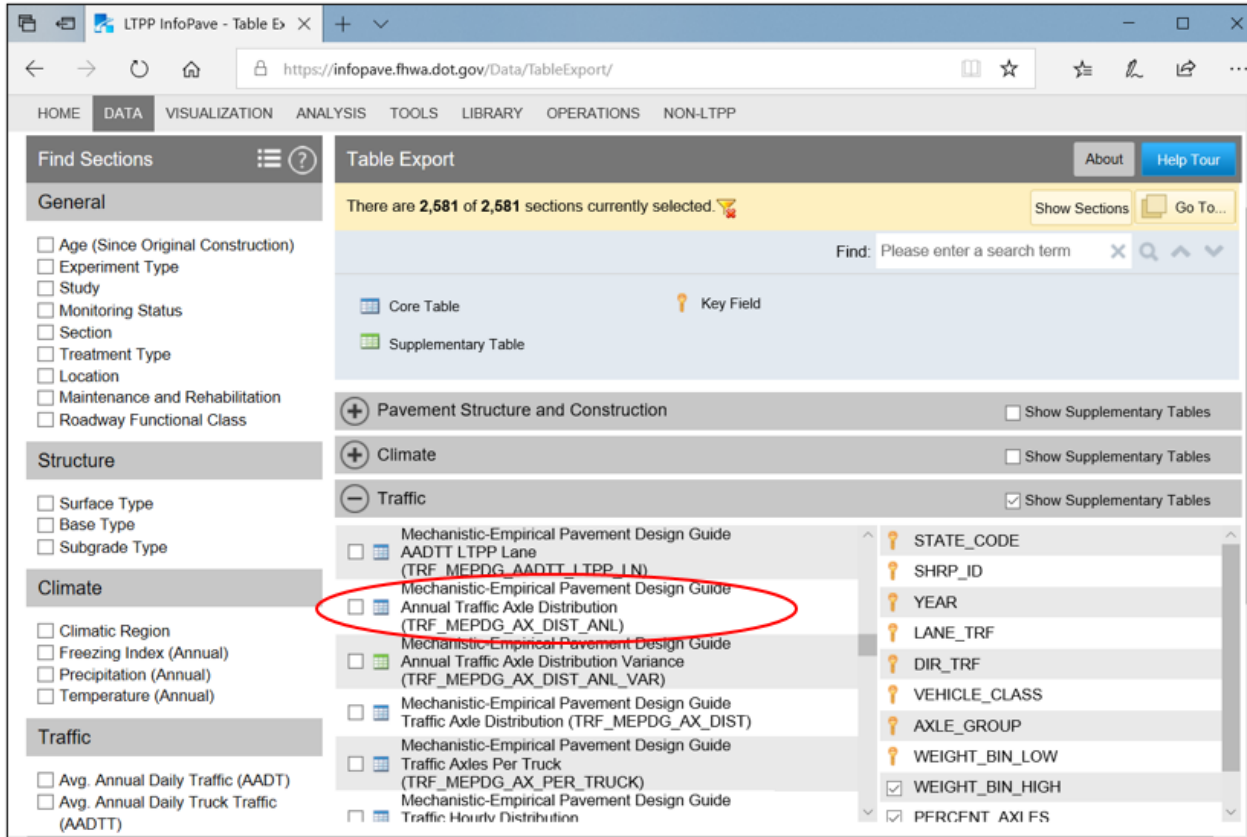 LTPP InfoPave - Table Ex
https://infopave.fhwa.dot.gov/Data/TableExport/
HOME DATA VISUALIZATION ANALYSIS TOOLS LIBRARY OPERATIONS NON-LTPP
Find Sections
?
General
Age (Since Original Construction)
Experiment Type
Study
Monitoring Status
Section
Treatment Type
Location
Maintenance and Rehabilitation
Roadway Functional Class
Structure
Surface Type
Base Type
Subgrade Type
Climate
Climatic Region
Freezing Index (Annual)
Precipitation (Annual)
Temperature (Annual)
Traffic
Avg. Annual Daily Traffic (AADT)
Avg. Annual Daily Truck Traffic
(AADTT)
Table Export
About Help Tour
There are 2,581 of 2,581 sections currently selected.
Show Sections Go To...
Find: Please enter a search term
Core Table Key Field
Supplementary Table
Pavement Structure and Construction Show Supplementary Tables
Climate Show Supplementary Tables
Traffic Show Supplementary Tables
Mechanistic-Empirical Pavement Design Guide
AADTT LTPP Lane
(TRF_MEPDG_AADTT_LTPP_LN)
Mechanistic-Empirical Pavement Design Guide
Annual Traffic Axle Distribution
(TRF_MEPDG_AX_DIST_ANL)
Mechanistic-Empirical Pavement Design Guide
Annual Traffic Axle Distribution Variance
(TRF_MEPDG_AX_DIST_ANL_VAR)
Mechanistic-Empirical Pavement Design Guide
Traffic Axle Distribution (TRF_MEPDG_AX_DIST)
Mechanistic-Empirical Pavement Design Guide
Traffic Axles Per Truck
(TRF_MEPDG_AX_PER_TRUCK)
Mechanistic-Empirical Pavement Design Guide
Traffic Hourly Distribution
STATE_CODE
SHRP_ID
YEAR
LANE_TRF
DIR_TRF
VEHICLE_CLASS
AXLE_GROUP
WEIGHT_BIN_LOW
WEIGHT_BIN_HIGH
PERCENT_AXLES